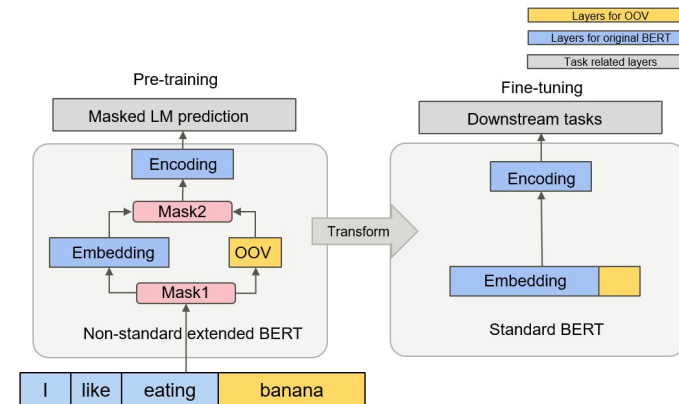 Layers for OOV
Layers for original BERT
Task related layers
Pre-training
Masked LM prediction
Encoding
Mask2
Embedding
OOV
Mask1
Non-standard extended BERT
I like eating banana
Transform
Fine-tuning
Downstream tasks
Encoding
Embedding
Standard BERT